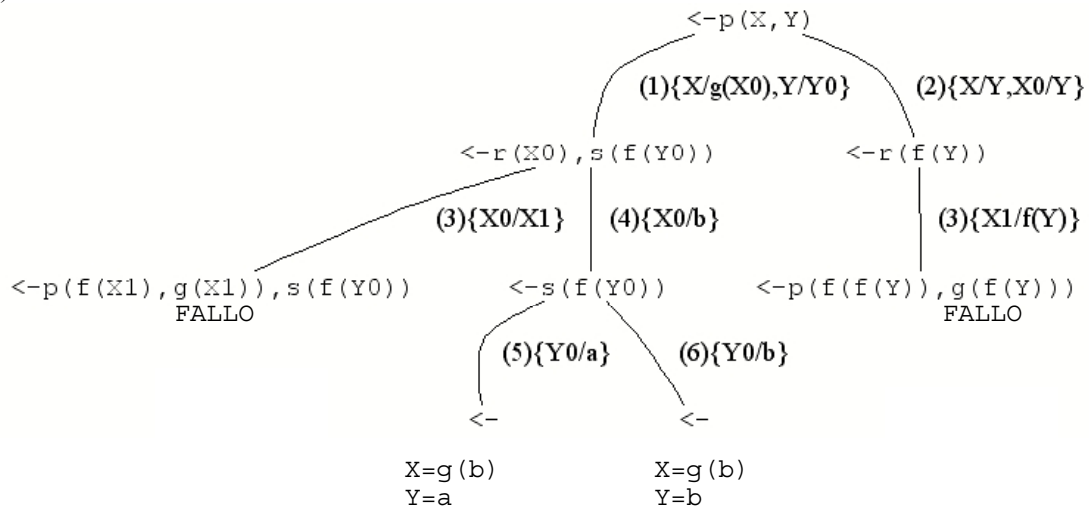 )
<-p(X,Y)
(1){X/g(X0),Y/Y0} (2){X/Y,X0/Y}
<-r(X0),s(f(Y0)) <-r(f(Y))
(3){X0/X1} (4){X0/b} (3){X1/f(Y)}
<-p(f(X1),g(X1)),s(f(Y0)) <-s(f(Y0)) <-p(f(f(Y)),g(f(Y)))
FALLO FALLO
(5){Y0/a} (6){Y0/b}
<- <-
X=g(b) X=g(b)
Y=a Y=b